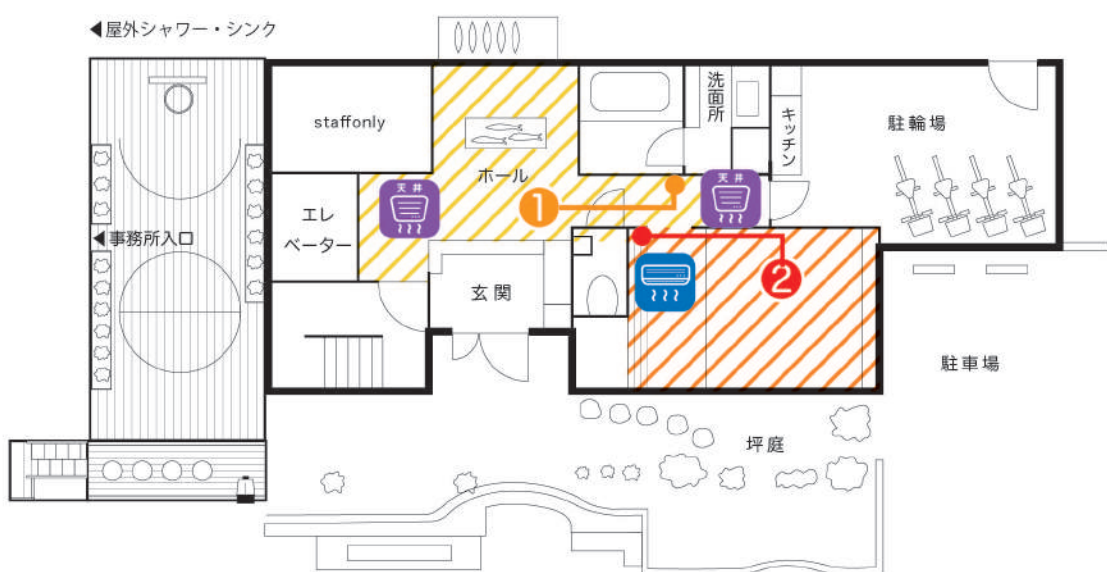 ◀屋外シャワー・シンク
staffonly
洗面所
キッチン
駐輪場
ホール
天井
天井
エレ
ベーター
1
◀事務所入口
2
玄関
駐車場
坪庭